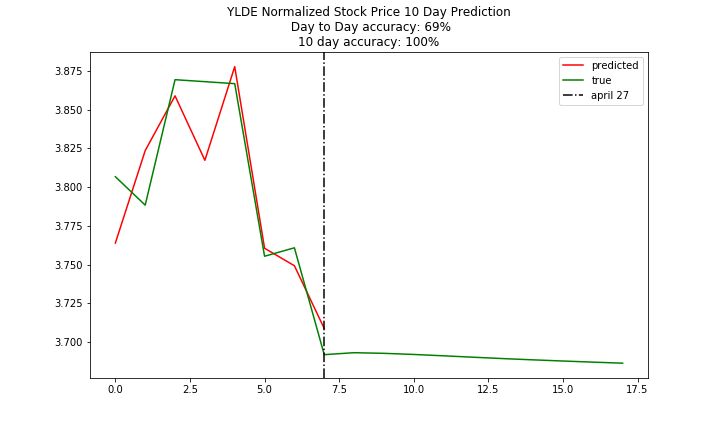 YLDE Normalized Stock Price 10 Day Prediction
Day to Day accuracy: 69%
10 day accuracy: 100%
predicted
true
april 27
3.875
3.850
3.825
3.800
3.775
3.750
3.725
3.700
0.0 2.5 5.0 7.5 10.0 12.5 15.0 17.5